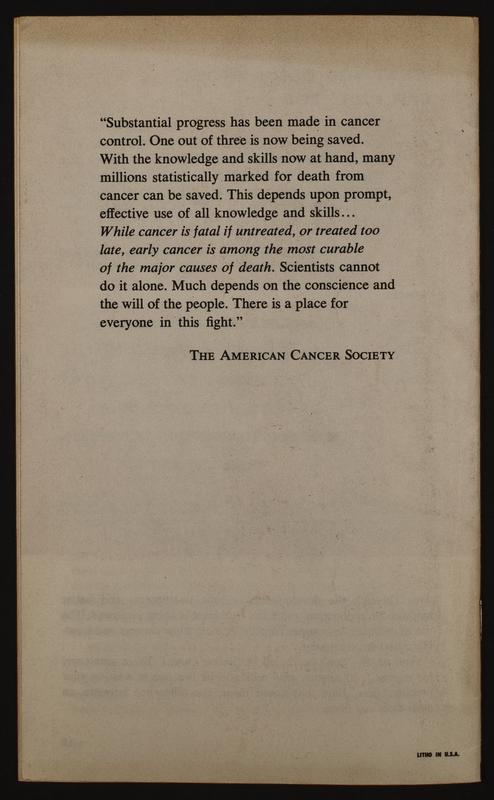 “Substantial progress has been made in cancer
control. One out of three is now being saved.
With the knowledge and skills now at hand, many
millions statistically marked for death from
cancer can be saved. This depends upon prompt,
effective use of all knowledge and skills...
While cancer is fatal if untreated, or treated too
late, early cancer is among the most curable
of the major causes of death. Scientists cannot
do it alone. Much depends on the conscience and
the will of the people. There is a place for
everyone in this fight.”
THE AMERICAN CANCER SOCIETY
LITHO IN U.S.A.